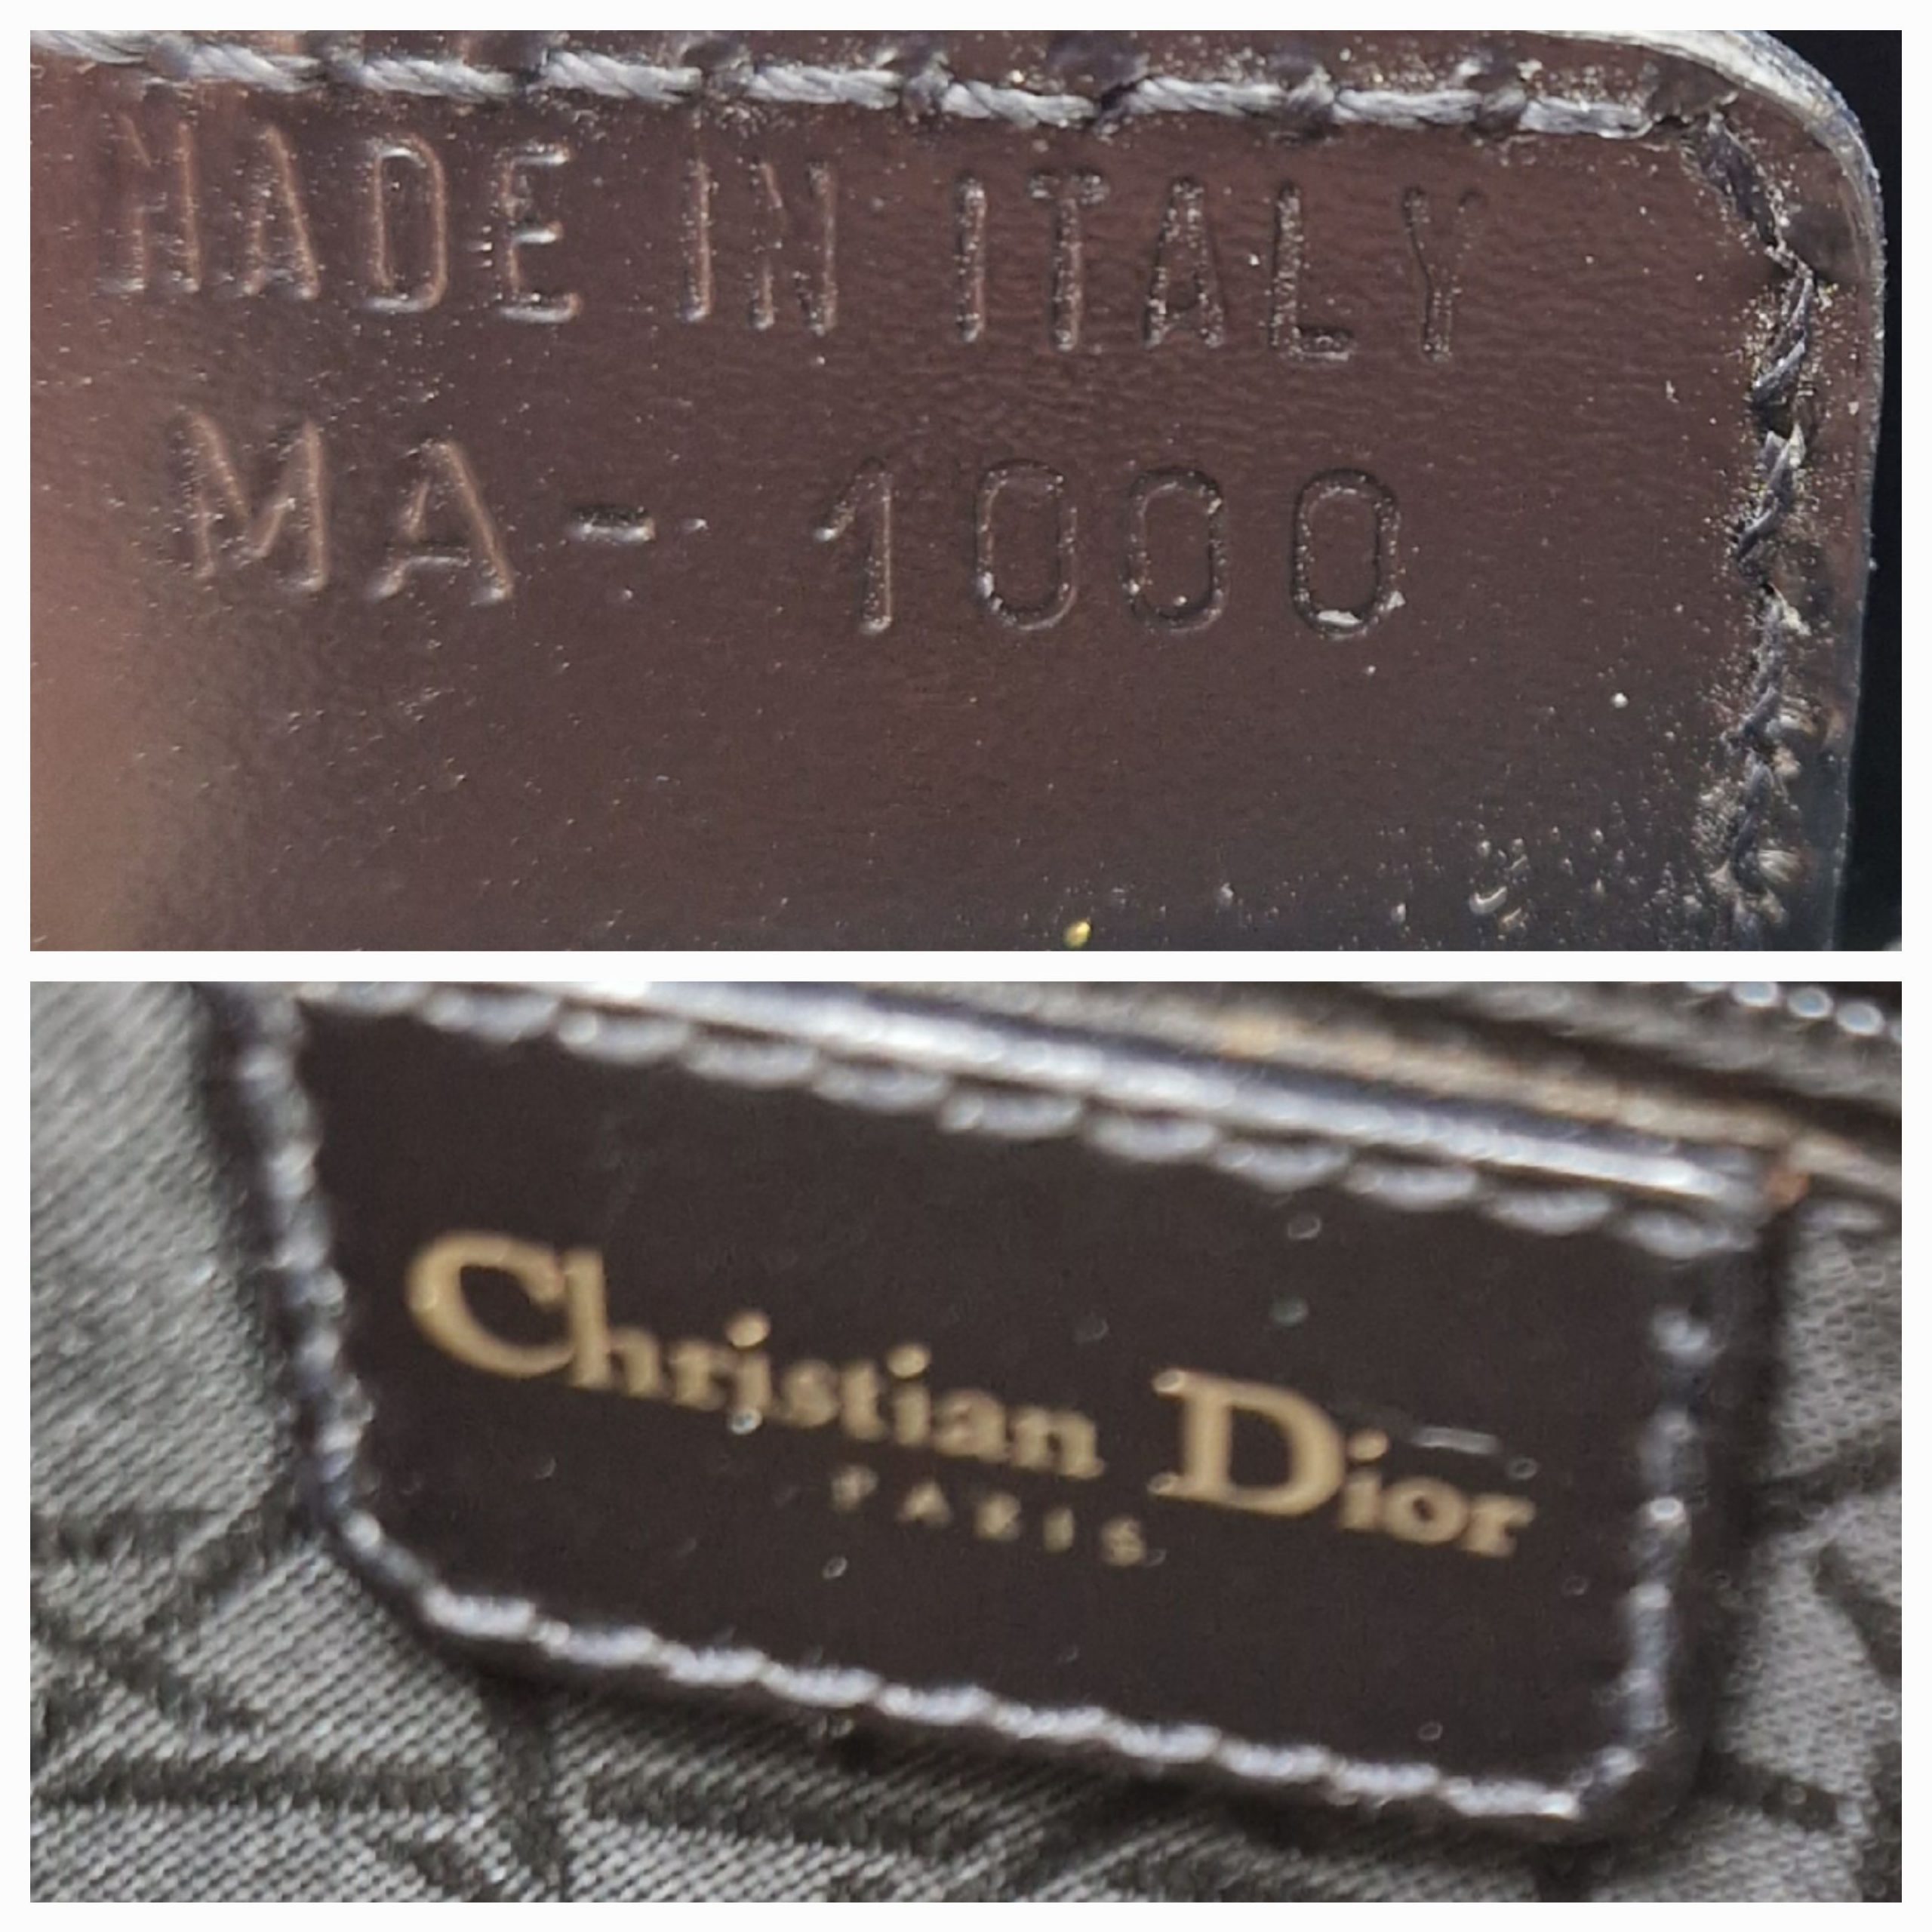 MADE IN ITALY
MA-1000
Christian Dior
PARIS